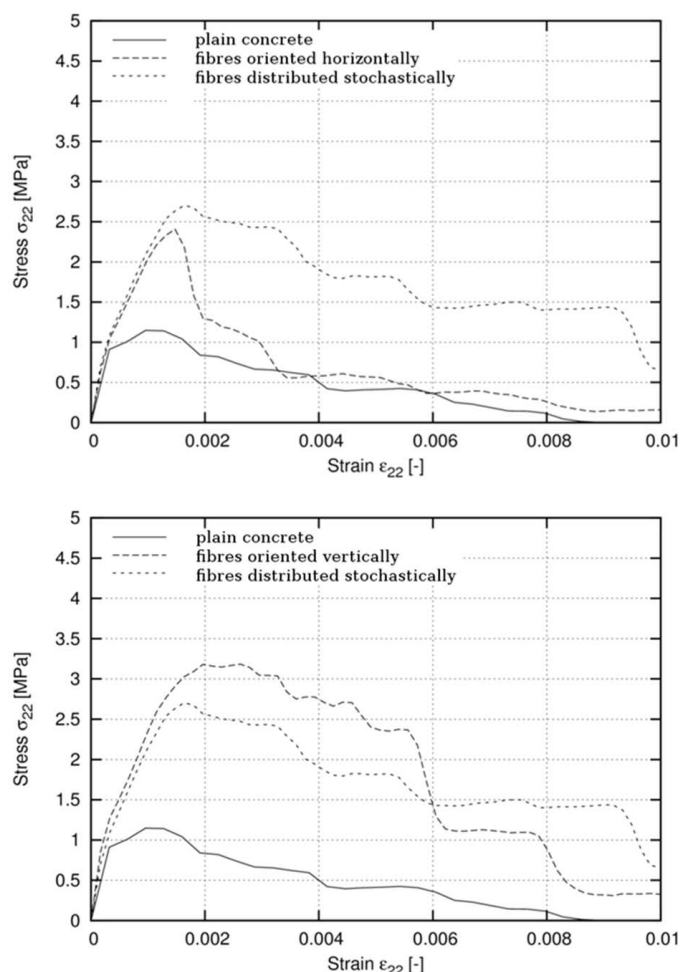 5
4.5
4
3.5
3
2.5
2
1.5
1
0.5
0
Stress σ22 [MPa]
plain concrete
fibres oriented horizontally
fibres distributed stochastically
0 0.002 0.004 0.006 0.008 0.01
Strain ε22 [-]
5
4.5
4
3.5
3
2.5
2
1.5
1
0.5
0
Stress σ22 [MPa]
plain concrete
fibres oriented vertically
fibres distributed stochastically
0 0.002 0.004 0.006 0.008 0.01
Strain ε22 [-]